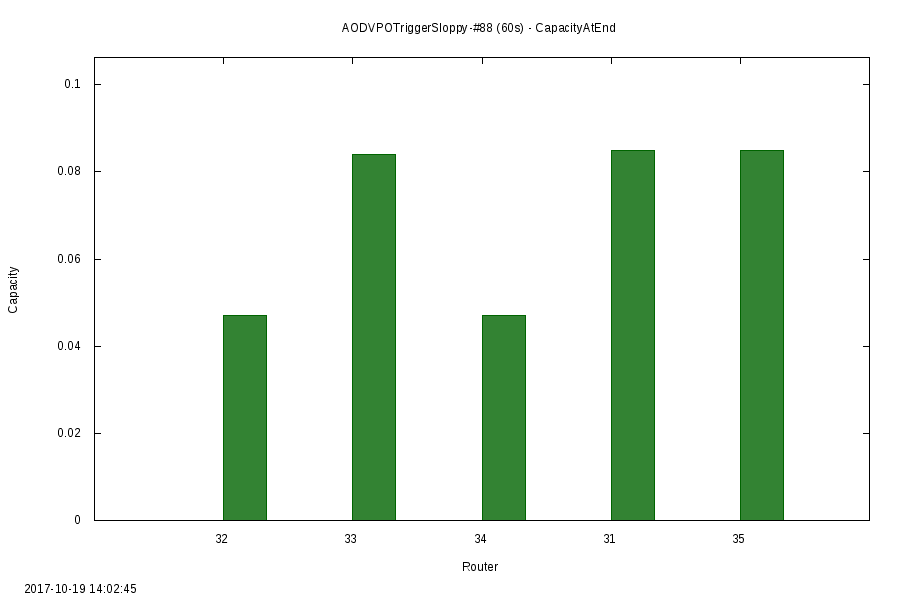 AODVPOTriggerSloppy-#88 (60s) - CapacityAtEnd
0.1
0.08
0.06
0.04
0.02
0
Capacity
32 33 34 31 35
Router
2017-10-19 14:02:45